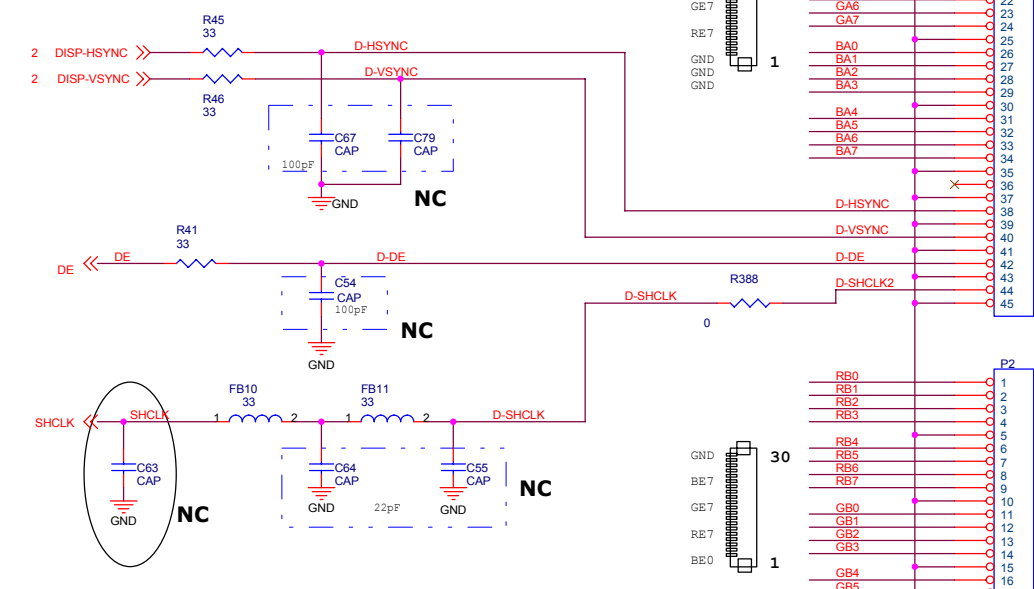 R45
33
2 DISP-HSYNC
D-HSYNC
2 DISP-VSYNC
D-VSYNC
R46
33
C67
CAP
C79
CAP
100pF
GND
NC
R41
33
DE
DE
D-DE
C54
CAP
100pF
NC
GND
D-SHCLK
R388
0
D-SHCLK2
FB10
33
FB11
33
SHCLK
SHCLK
1
2
1
2
D-SHCLK
C63
CAP
GND
NC
C64
CAP
GND
C55
CAP
GND
22pF
NC
GE7
RE7
GND
GND
GND
1
GA6
GA7
BA0
BA1
BA2
BA3
BA4
BA5
BA6
BA7
D-HSYNC
D-VSYNC
D-DE
22
23
24
25
26
27
28
29
30
31
32
33
34
35
36
37
38
39
40
41
42
43
44
45
GND
BE7
GE7
RE7
BE0
30
1
P2
RB0
RB1
RB2
RB3
RB4
RB5
RB6
RB7
GB0
GB1
GB2
GB3
GB4
GB5
1
2
3
4
5
6
7
8
9
10
11
12
13
14
15
16